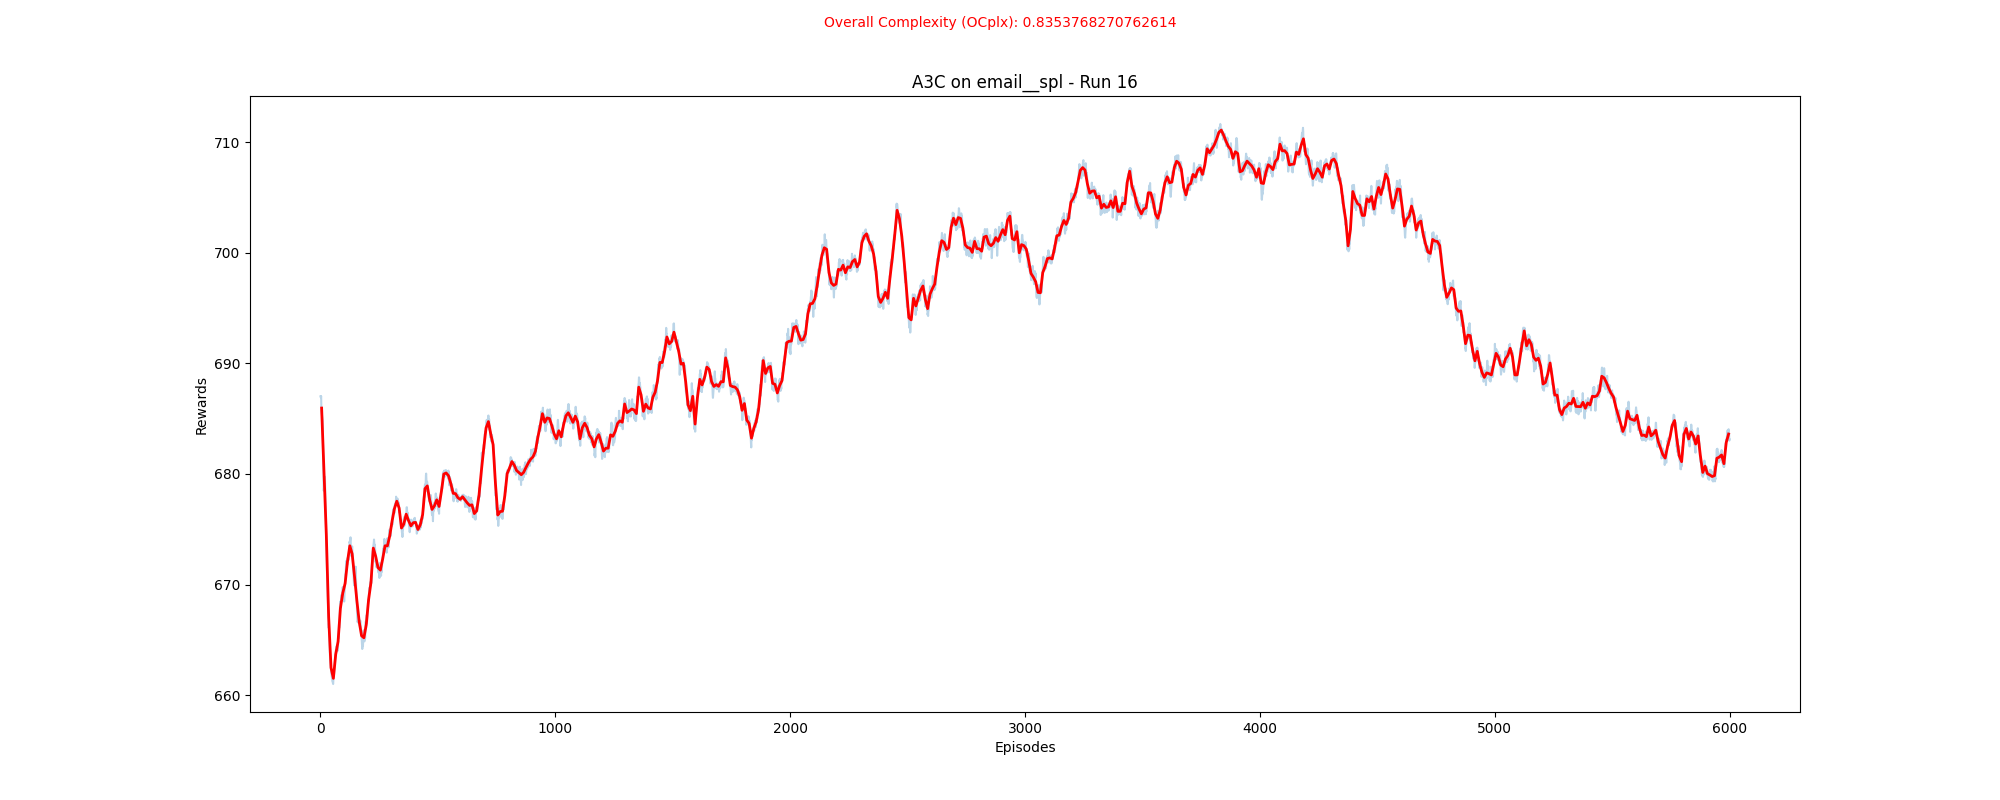 Overall Complexity (OCplx): 0.8353768270762614
A3C on email__spl - Run 16
710
700
690
680
670
660
Rewards
0 1000 2000 3000 4000 5000 6000
Episodes